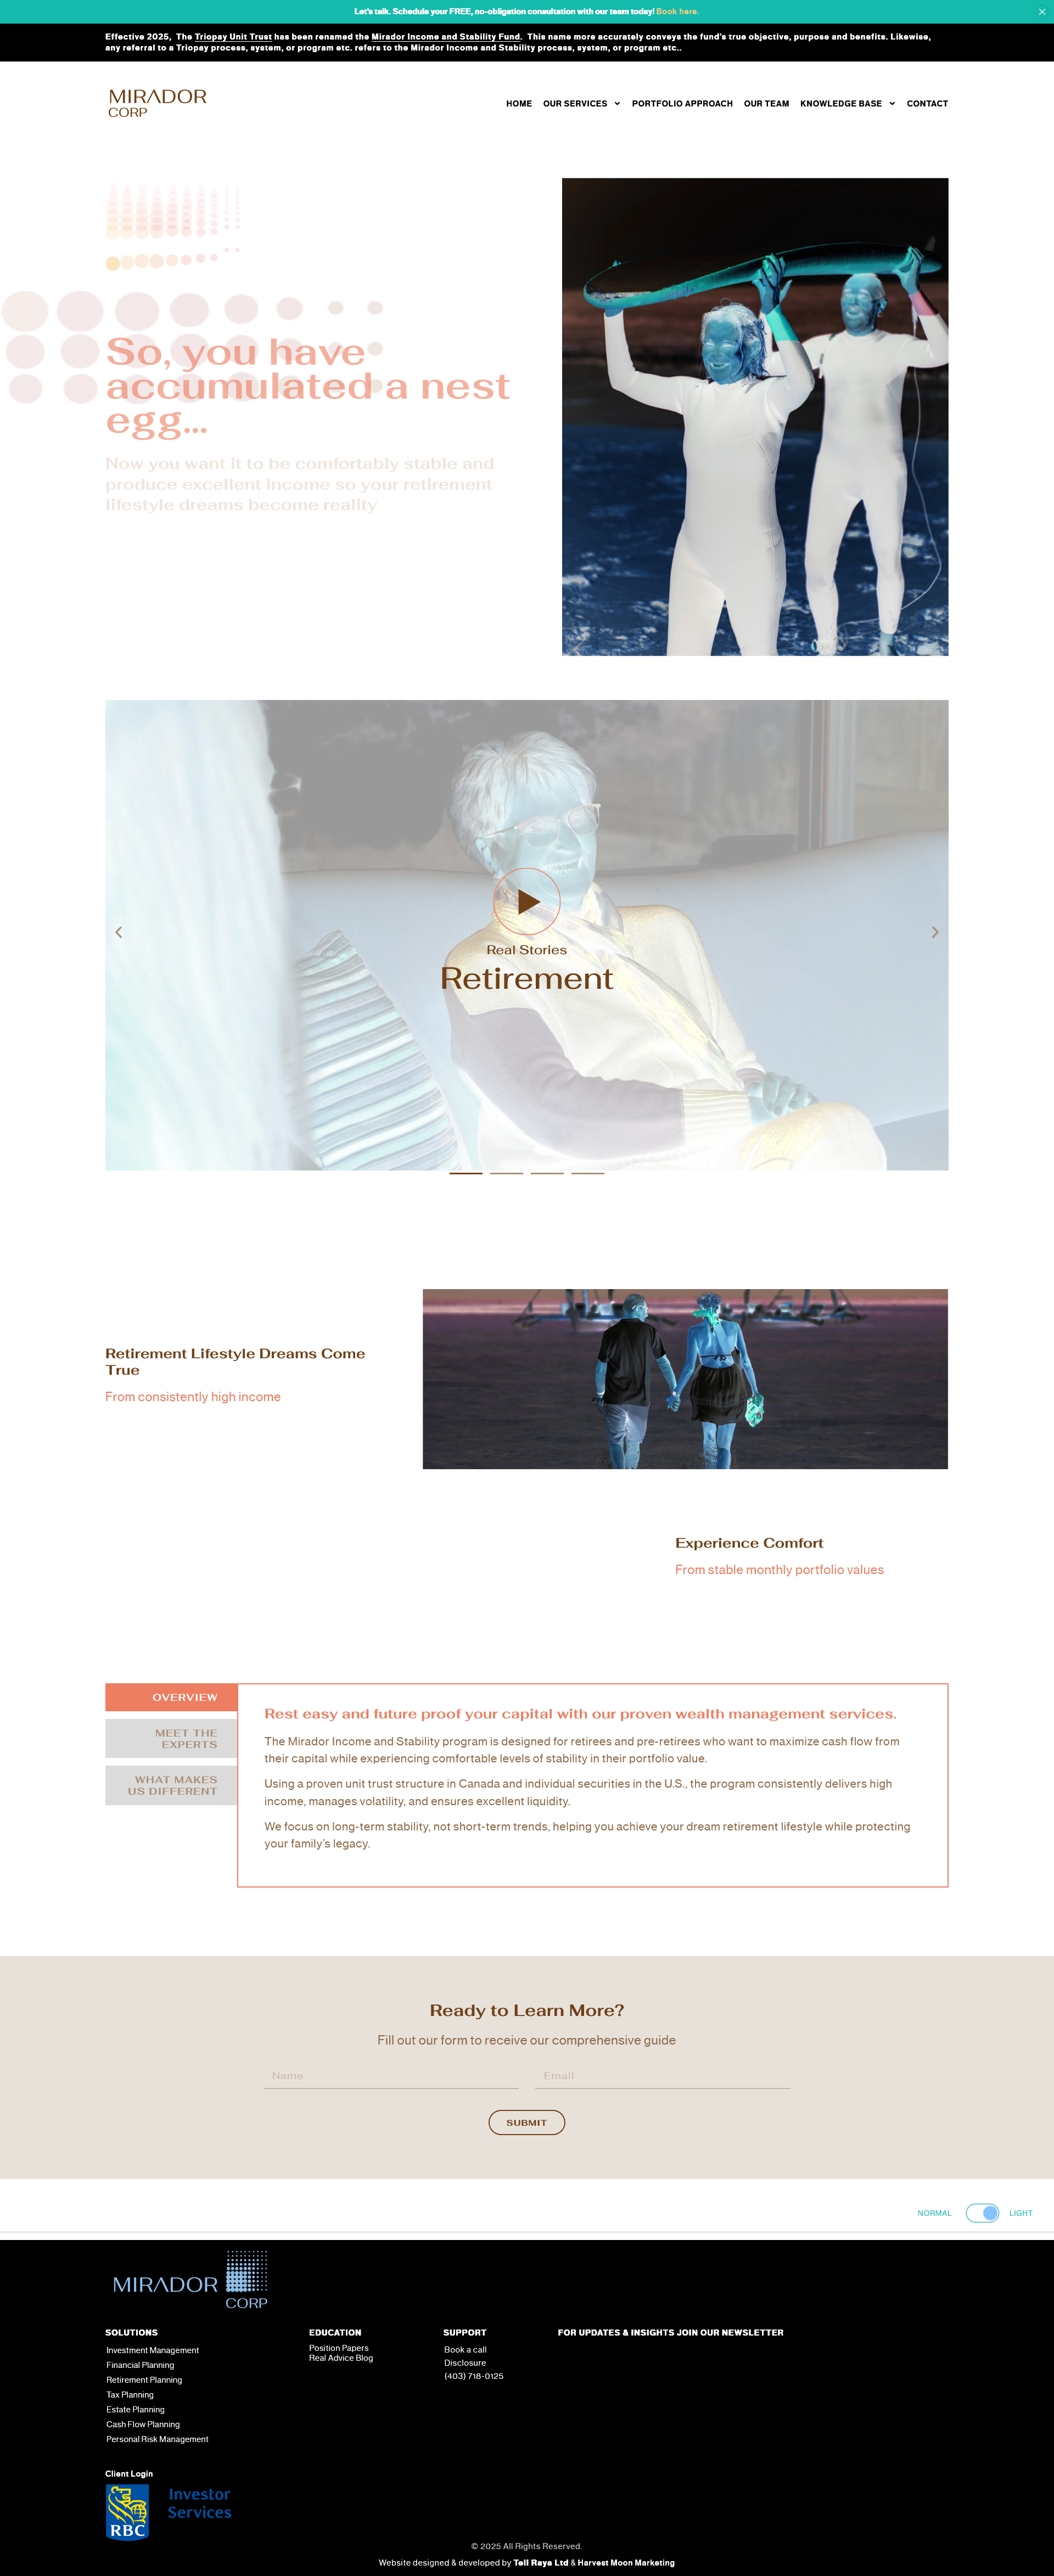 Let's talk. Schedule your FREE, no-obligation consultation with our team today! Book here.
Effective 2025, The Triopay Unit Trust has been renamed the Mirador Income and Stability Fund. This name more accurately conveys the fund's true objective, purpose and benefits. Likewise,
any referral to a Triopay process, system, or program etc. refers to the Mirador Income and Stability process, system, or program etc..
MIRADOR
CORP
HOME OUR SERVICES PORTFOLIO APPROACH OUR TEAM KNOWLEDGE BASE CONTACT
So, you have
accumulated a nest
egg...
Now you want it to be comfortably stable and
produce excellent income so your retirement
lifestyle dreams become reality
Real Stories
Retirement
Retirement Lifestyle Dreams Come
True
From consistently high income
Experience Comfort
From stable monthly portfolio values
OVERVIEW
MEET THE
EXPERTS
WHAT MAKES
US DIFFERENT
Rest easy and future proof your capital with our proven wealth management services.
The Mirador Income and Stability program is designed for retirees and pre-retirees who want to maximize cash flow from
their capital while experiencing comfortable levels of stability in their portfolio value.
Using a proven unit trust structure in Canada and individual securities in the U.S., the program consistently delivers high
income, manages volatility, and ensures excellent liquidity.
We focus on long-term stability, not short-term trends, helping you achieve your dream retirement lifestyle while protecting
your family's legacy.
Ready to Learn More?
Fill out our form to receive our comprehensive guide
Name Email
SUBMIT
NORMAL LIGHT
MIRADOR
CORP
SOLUTIONS
Investment Management
Financial Planning
Retirement Planning
Tax Planning
Estate Planning
Cash Flow Planning
Personal Risk Management
EDUCATION
Position Papers
Real Advice Blog
SUPPORT
Book a call
Disclosure
(403) 718-0125
FOR UPDATES & INSIGHTS JOIN OUR NEWSLETTER
Client Login
RBC
Investor
Services
© 2025 All Rights Reserved.
Website designed & developed by Tell Raya Ltd & Harvest Moon Marketing